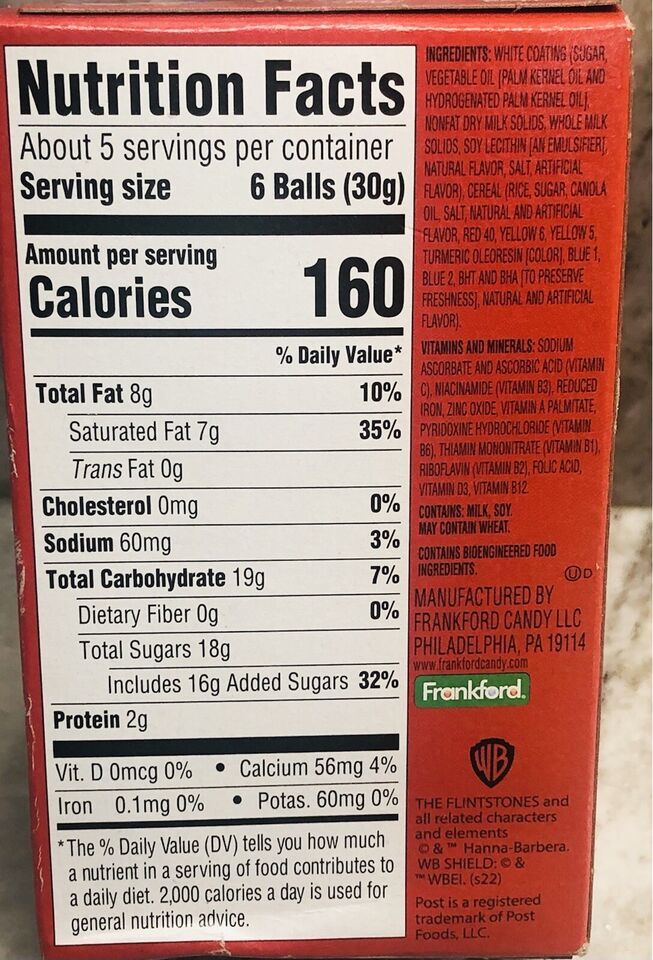 Nutrition Facts
About 5 servings per container
Serving size 6 Balls (30g)
Amount per serving
Calories 160
% Daily Value*
Total Fat 8g 10%
Saturated Fat 7g 35%
Trans Fat 0g
Cholesterol 0mg 0%
Sodium 60mg 3%
Total Carbohydrate 19g 7%
Dietary Fiber 0g 0%
Total Sugars 18g
Includes 16g Added Sugars 32%
Protein 2g
Vit. D 0mcg 0% • Calcium 56mg 4%
Iron 0.1mg 0% • Potas. 60mg 0%
*The % Daily Value (DV) tells you how much
a nutrient in a serving of food contributes to
a daily diet. 2,000 calories a day is used for
general nutrition advice.
INGREDIENTS: WHITE COATING (SUGAR,
VEGETABLE OIL [PALM KERNEL OIL AND
HYDROGENATED PALM KERNEL OIL],
NONFAT DRY MILK SOLIDS, WHOLE MILK
SOLIDS, SOY LECITHIN [AN EMULSIFIER],
NATURAL FLAVOR, SALT, ARTIFICIAL
FLAVOR), CEREAL (RICE, SUGAR, CANOLA
OIL, SALT, NATURAL AND ARTIFICIAL
FLAVOR, RED 40, YELLOW 6, YELLOW 5,
TURMERIC OLEORESIN [COLOR], BLUE 1,
BLUE 2, BHT AND BHA [TO PRESERVE
FRESHNESS], NATURAL AND ARTIFICIAL
FLAVOR).
VITAMINS AND MINERALS: SODIUM
ASCORBATE AND ASCORBIC ACID (VITAMIN
C), NIACINAMIDE (VITAMIN B3), REDUCED
IRON, ZINC OXIDE, VITAMIN A PALMITATE,
PYRIDOXINE HYDROCHLORIDE (VITAMIN
B6), THIAMIN MONONITRATE (VITAMIN B1),
RIBOFLAVIN (VITAMIN B2), FOLIC ACID,
VITAMIN D3, VITAMIN B12.
CONTAINS: MILK, SOY.
MAY CONTAIN WHEAT.
CONTAINS BIOENGINEERED FOOD
INGREDIENTS.
Ⓤ D
MANUFACTURED BY
FRANKFORD CANDY LLC
PHILADELPHIA, PA 19114
www.frankfordcandy.com
Frankford®
WB
THE FLINTSTONES and
all related characters
and elements
© & ™ Hanna-Barbera.
WB SHIELD: © &
™ WBEI. (s22)
Post is a registered
trademark of Post
Foods, LLC.